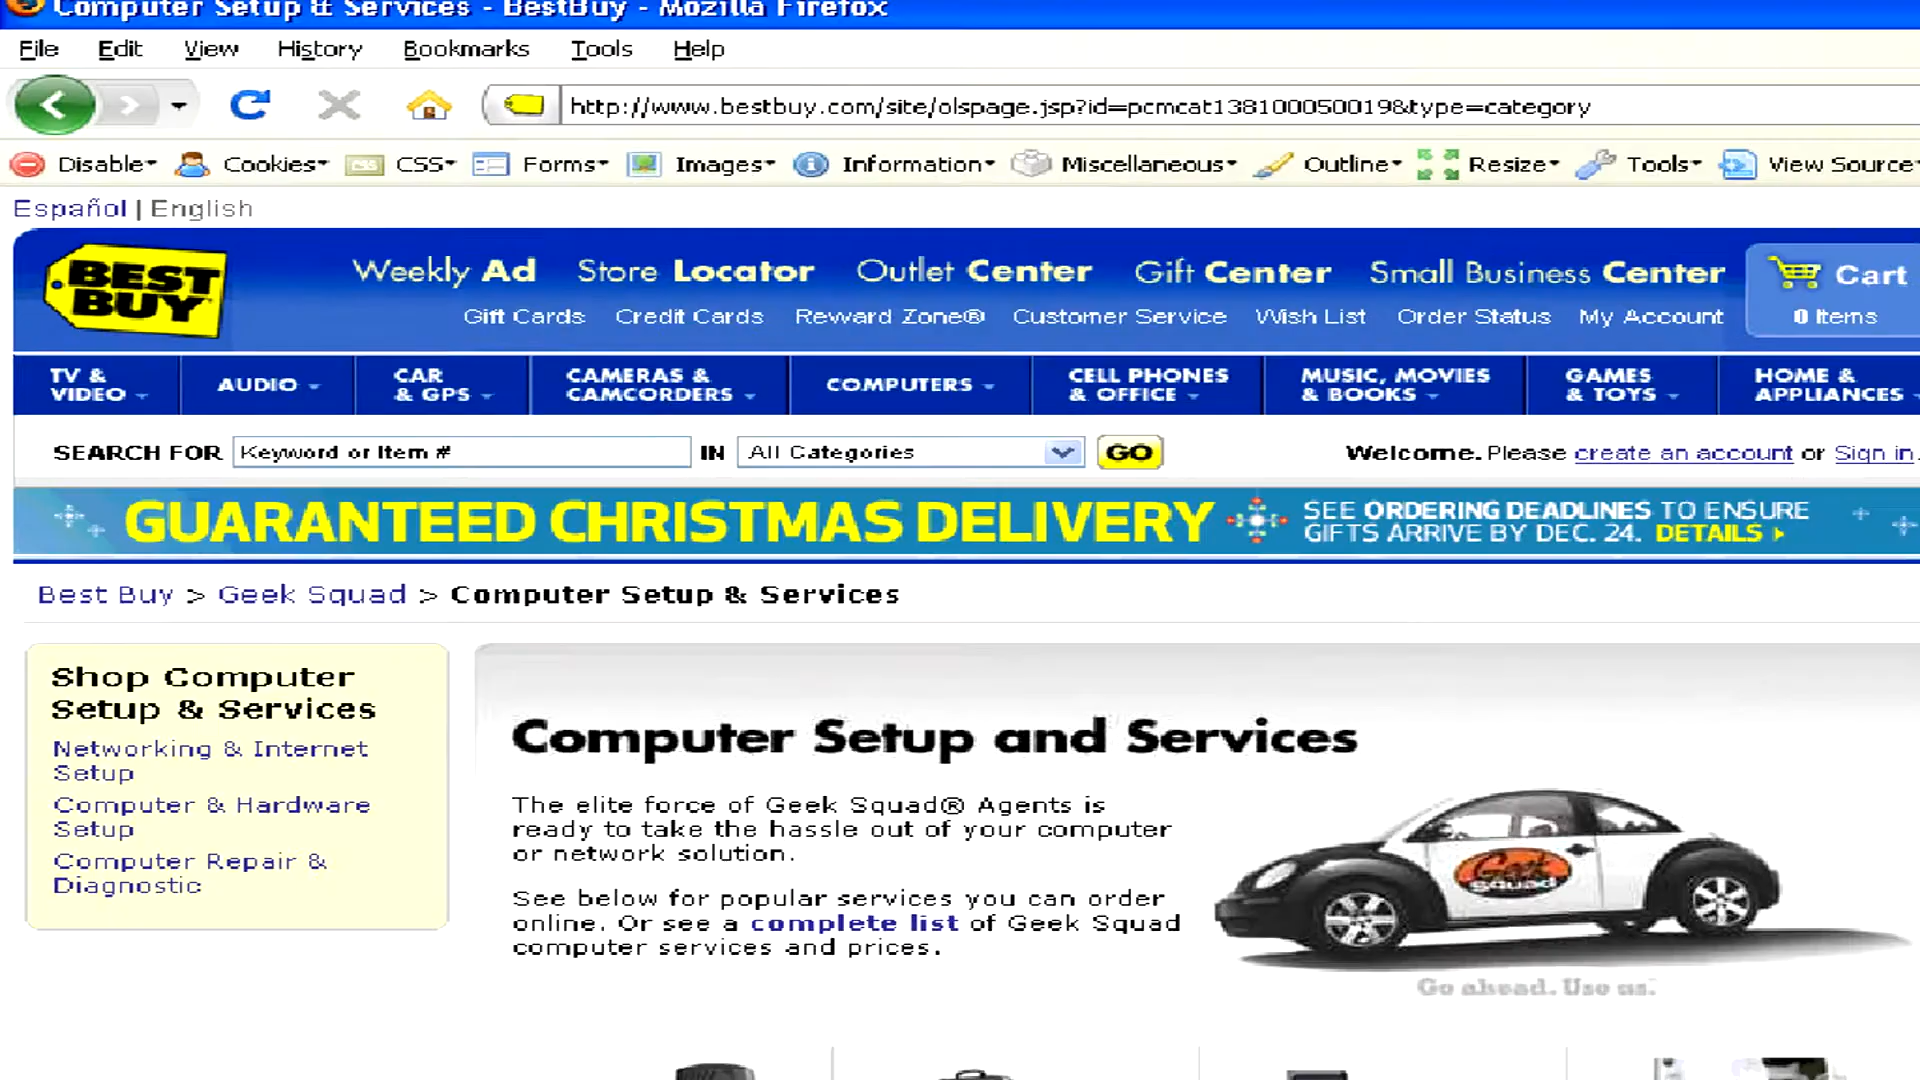 Computer Setup & Services - BestBuy - Mozilla Firefox
File Edit View History Bookmarks Tools Help
http://www.bestbuy.com/site/olspage.jsp?id=pcmcat138100050019&type=category
Disable Cookies CSS Forms Images Information Miscellaneous Outline Resize Tools View Source
Español | English
BEST BUY
Weekly Ad Store Locator Outlet Center Gift Center Small Business Center Cart
Gift Cards Credit Cards Reward Zone® Customer Service Wish List Order Status My Account 0 Items
TV & VIDEO AUDIO CAR & GPS CAMERAS & CAMCORDERS COMPUTERS CELL PHONES & OFFICE MUSIC, MOVIES & BOOKS GAMES & TOYS HOME & APPLIANCES
SEARCH FOR Keyword or Item # IN All Categories GO Welcome. Please create an account or Sign in.
GUARANTEED CHRISTMAS DELIVERY SEE ORDERING DEADLINES TO ENSURE
GIFTS ARRIVE BY DEC. 24. DETAILS
Best Buy > Geek Squad > Computer Setup & Services
Shop Computer
Setup & Services
Networking & Internet
Setup
Computer & Hardware
Setup
Computer Repair &
Diagnostic
Computer Setup and Services
The elite force of Geek Squad® Agents is
ready to take the hassle out of your computer
or network solution.
See below for popular services you can order
online. Or see a complete list of Geek Squad
computer services and prices.
Geek
Squad
Go ahead. Use us.